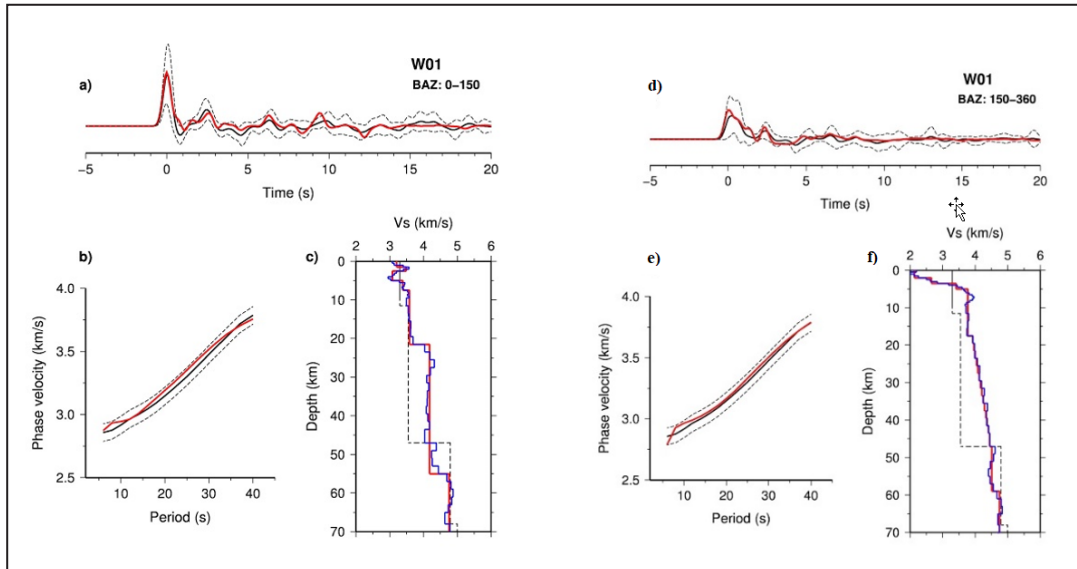 a)
W01
BAZ: 0–150
−5 0 5 10 15 20
Time (s)
b)
4.0
3.5
3.0
2.5
Phase velocity (km/s)
10 20 30 40
Period (s)
c)
Vs (km/s)
2 3 4 5 6
0
10
20
30
40
50
60
70
Depth (km)
d)
W01
BAZ: 150–360
−5 0 5 10 15 20
Time (s)
e)
4.0
3.5
3.0
2.5
Phase velocity (km/s)
10 20 30 40
Period (s)
f)
Vs (km/s)
2 3 4 5 6
0
10
20
30
40
50
60
70
Depth (km)